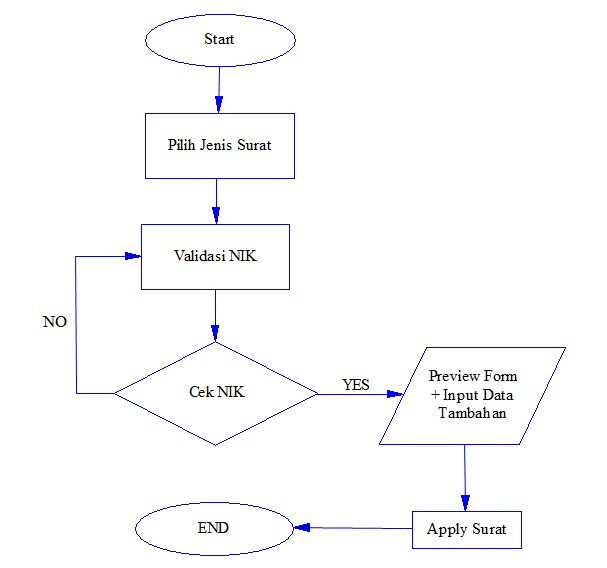 Start
Pilih Jenis Surat
Validasi NIK
NO
Cek NIK
YES
Preview Form
+ Input Data
Tambahan
END
Apply Surat